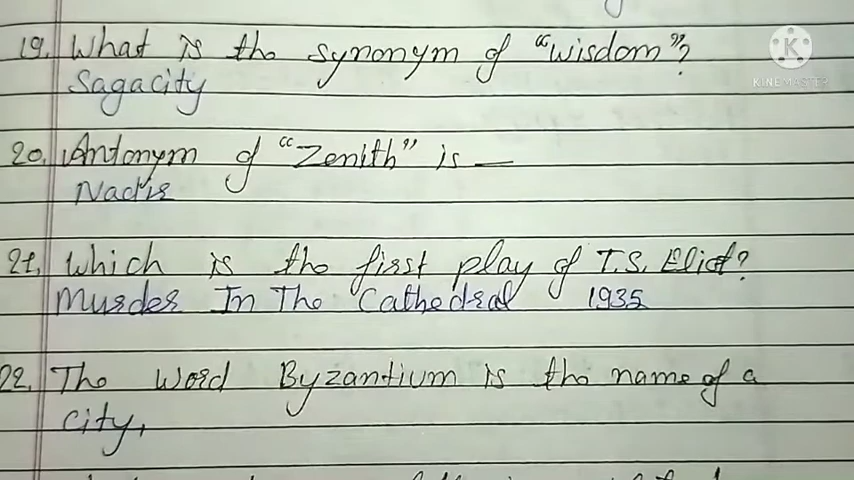 19. What is the synonym of "wisdom"?
Sagacity
20. Antonym of "Zenith" is —
Nadir
21. Which is the first play of T.S. Eliot?
Murder In The Cathedral 1935
22. The word Byzantium is the name of a
city,
KINEMASTER